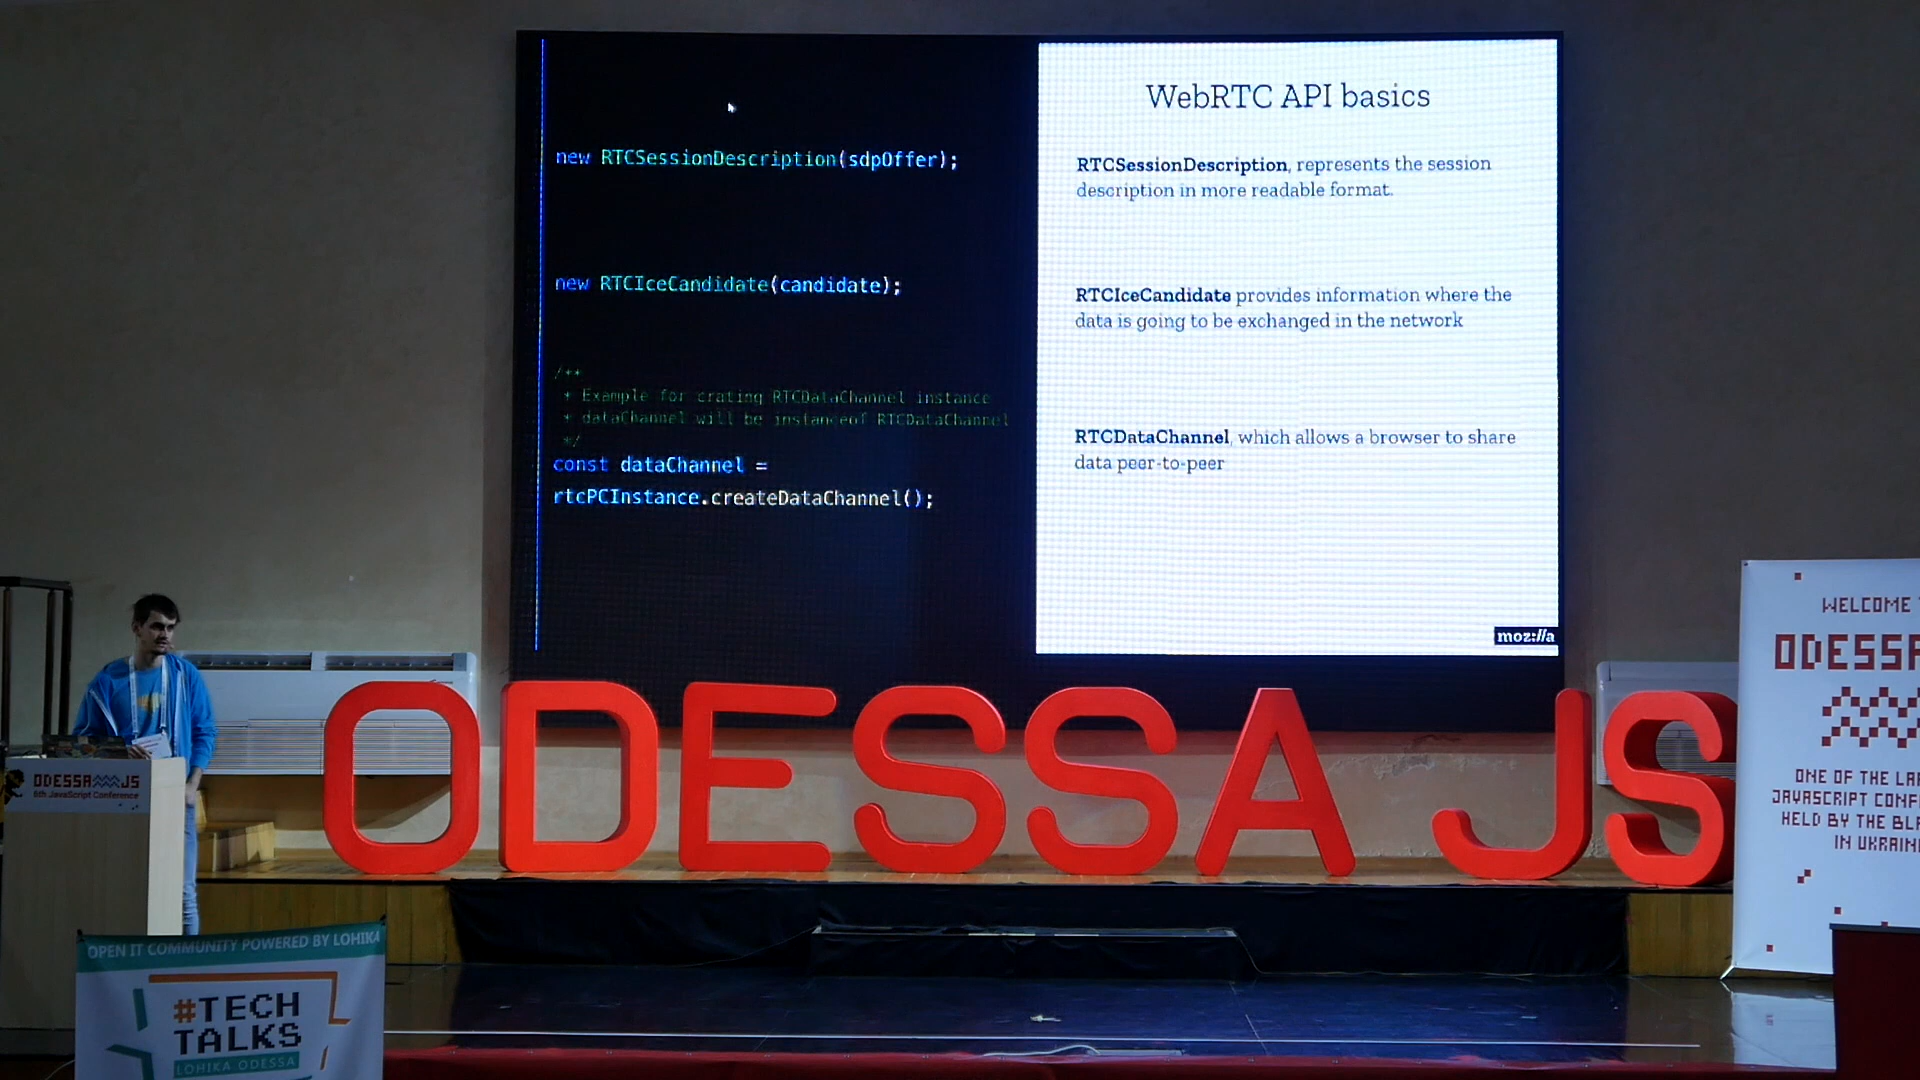 new RTCSessionDescription(sdpOffer);
new RTCIceCandidate(candidate);
/**
* Example for crating RTCDataChannel instance
* dataChannel will be instanceof RTCDataChannel
*/
const dataChannel =
rtcPCInstance.createDataChannel();
WebRTC API basics
RTCSessionDescription, represents the session
description in more readable format.
RTCIceCandidate provides information where the
data is going to be exchanged in the network
RTCDataChannel, which allows a browser to share
data peer-to-peer
moz://a
ODESSA JS
ODESSA JS
6th JavaScript Conference
OPEN IT COMMUNITY POWERED BY LOHIKA
#TECH
TALKS
LOHIKA ODESSA
WELCOME
ODESSA
ONE OF THE
JAVASCRIPT
HELD BY THE
IN